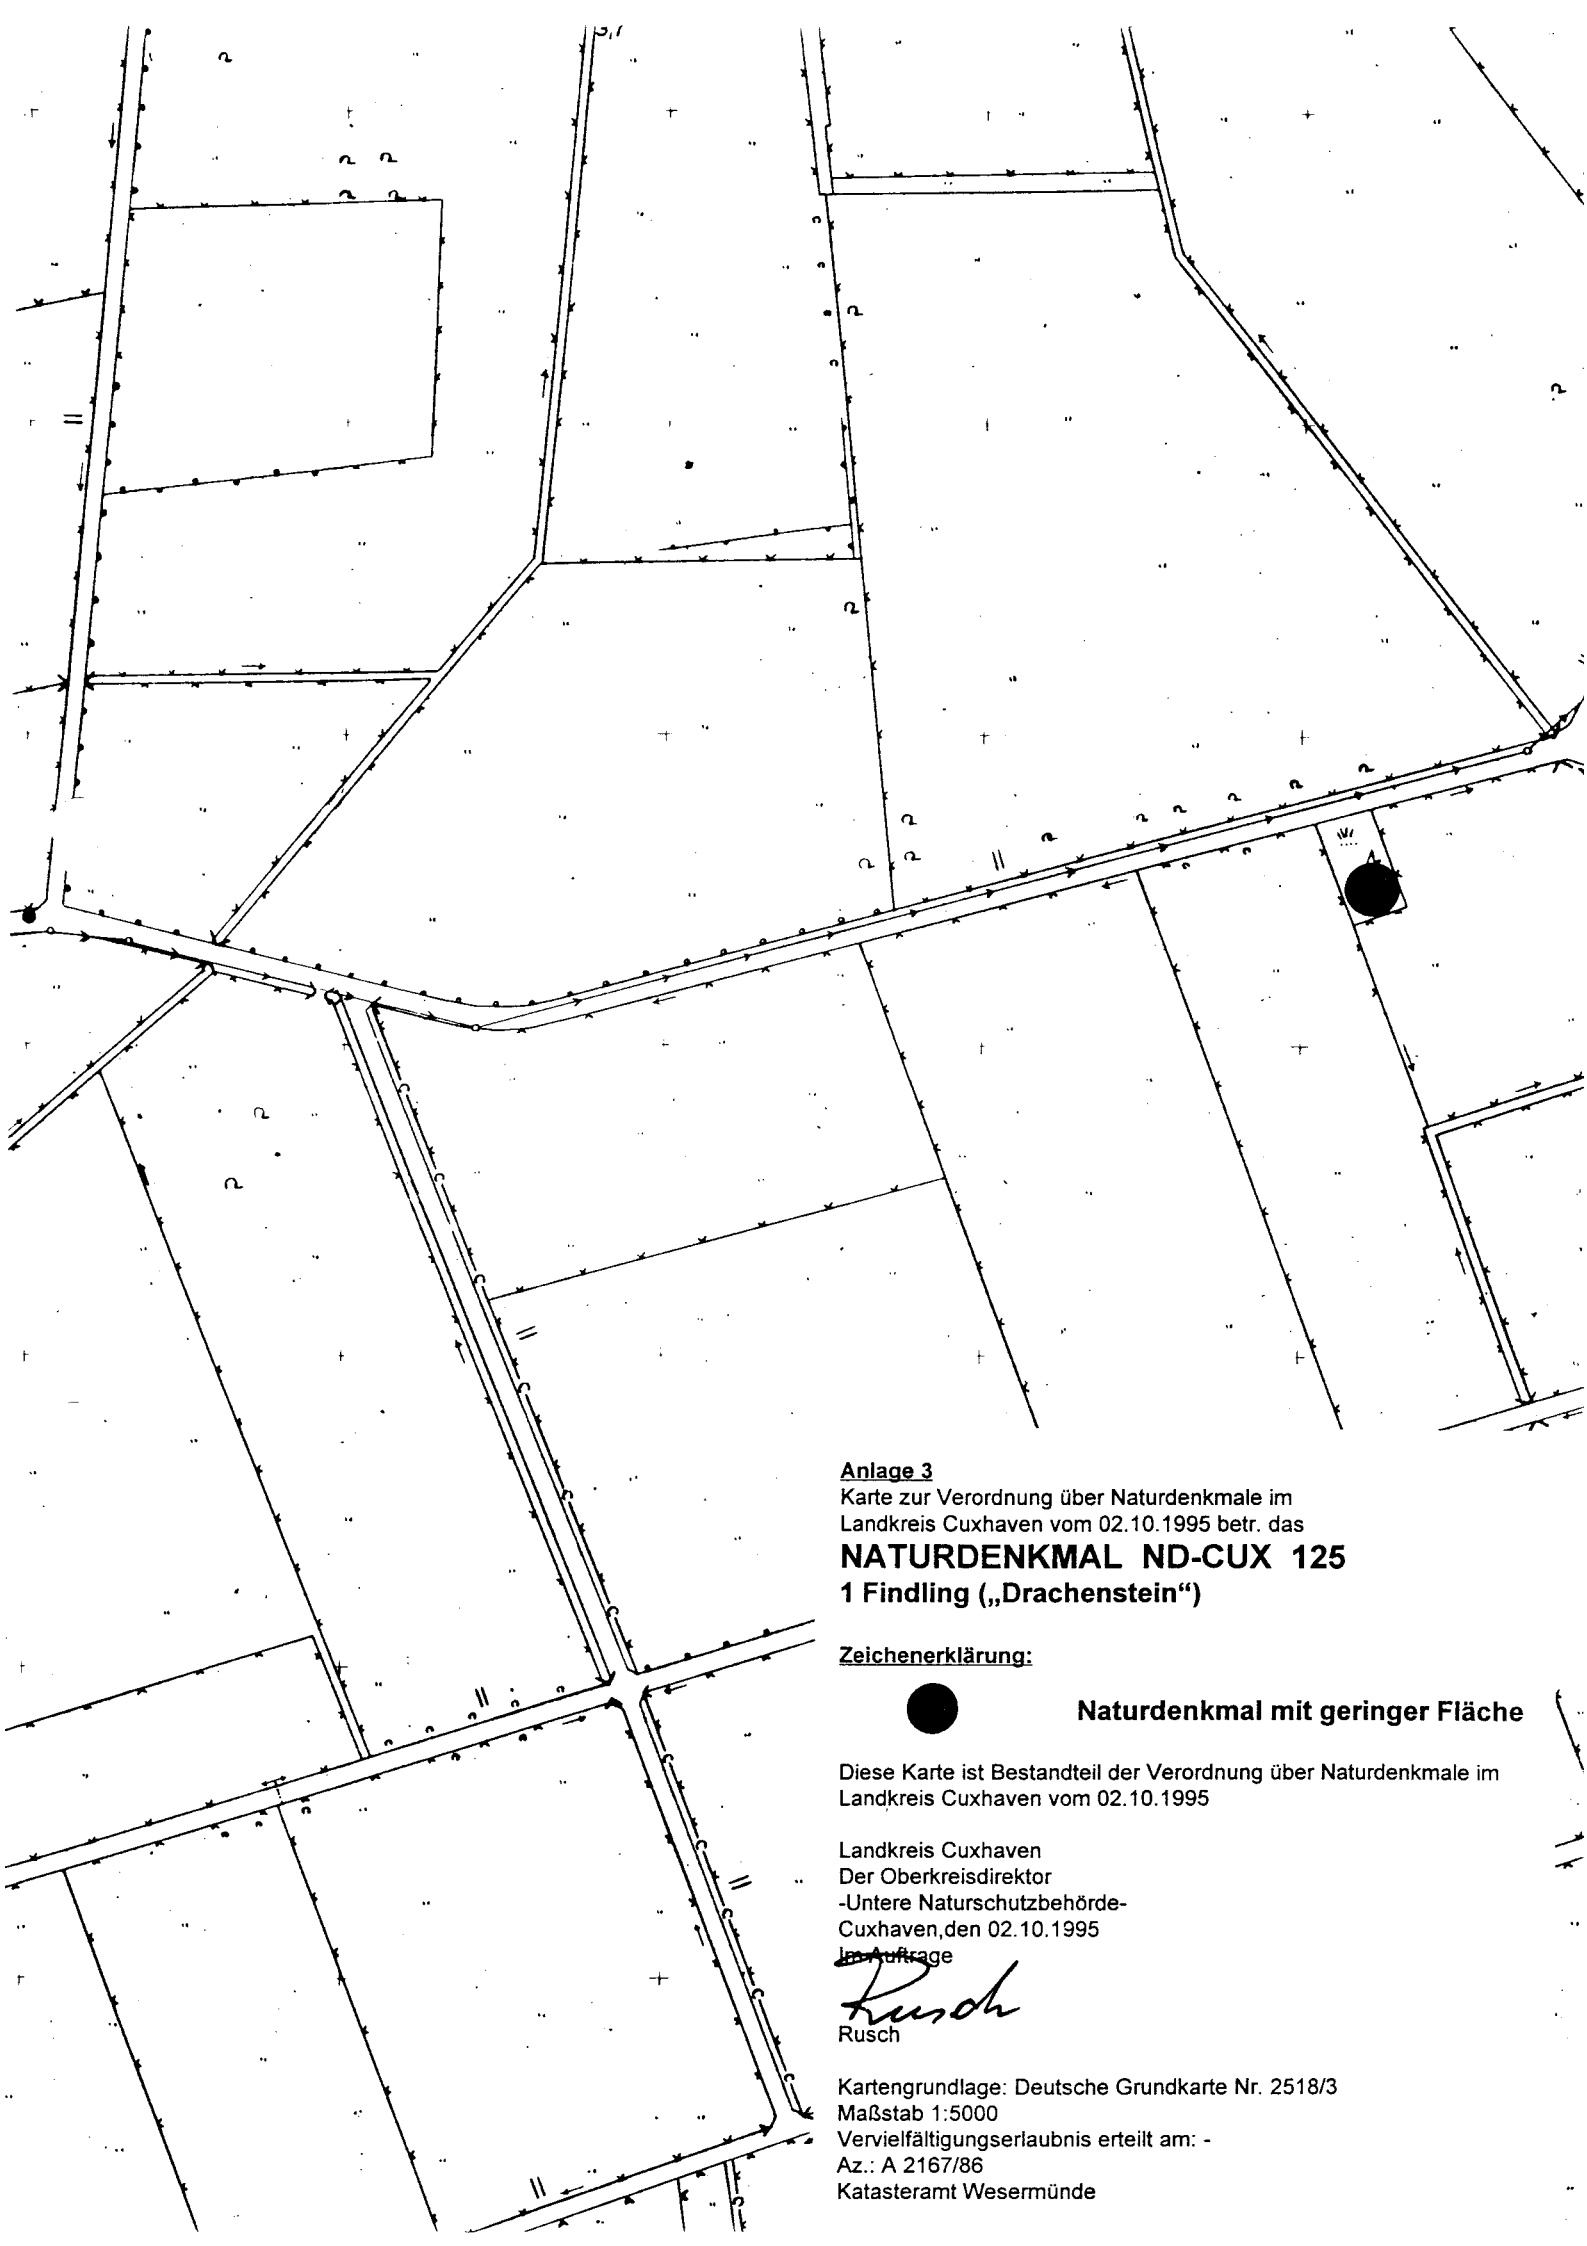 Anlage 3
Karte zur Verordnung über Naturdenkmale im
Landkreis Cuxhaven vom 02.10.1995 betr. das
NATURDENKMAL ND-CUX 125
1 Findling („Drachenstein“)
Zeichenerklärung:
Naturdenkmal mit geringer Fläche
Diese Karte ist Bestandteil der Verordnung über Naturdenkmale im
Landkreis Cuxhaven vom 02.10.1995
Landkreis Cuxhaven
Der Oberkreisdirektor
-Untere Naturschutzbehörde-
Cuxhaven,den 02.10.1995
Im Auftrage
Rusch
Rusch
Kartengrundlage: Deutsche Grundkarte Nr. 2518/3
Maßstab 1:5000
Vervielfältigungserlaubnis erteilt am: -
Az.: A 2167/86
Katasteramt Wesermünde